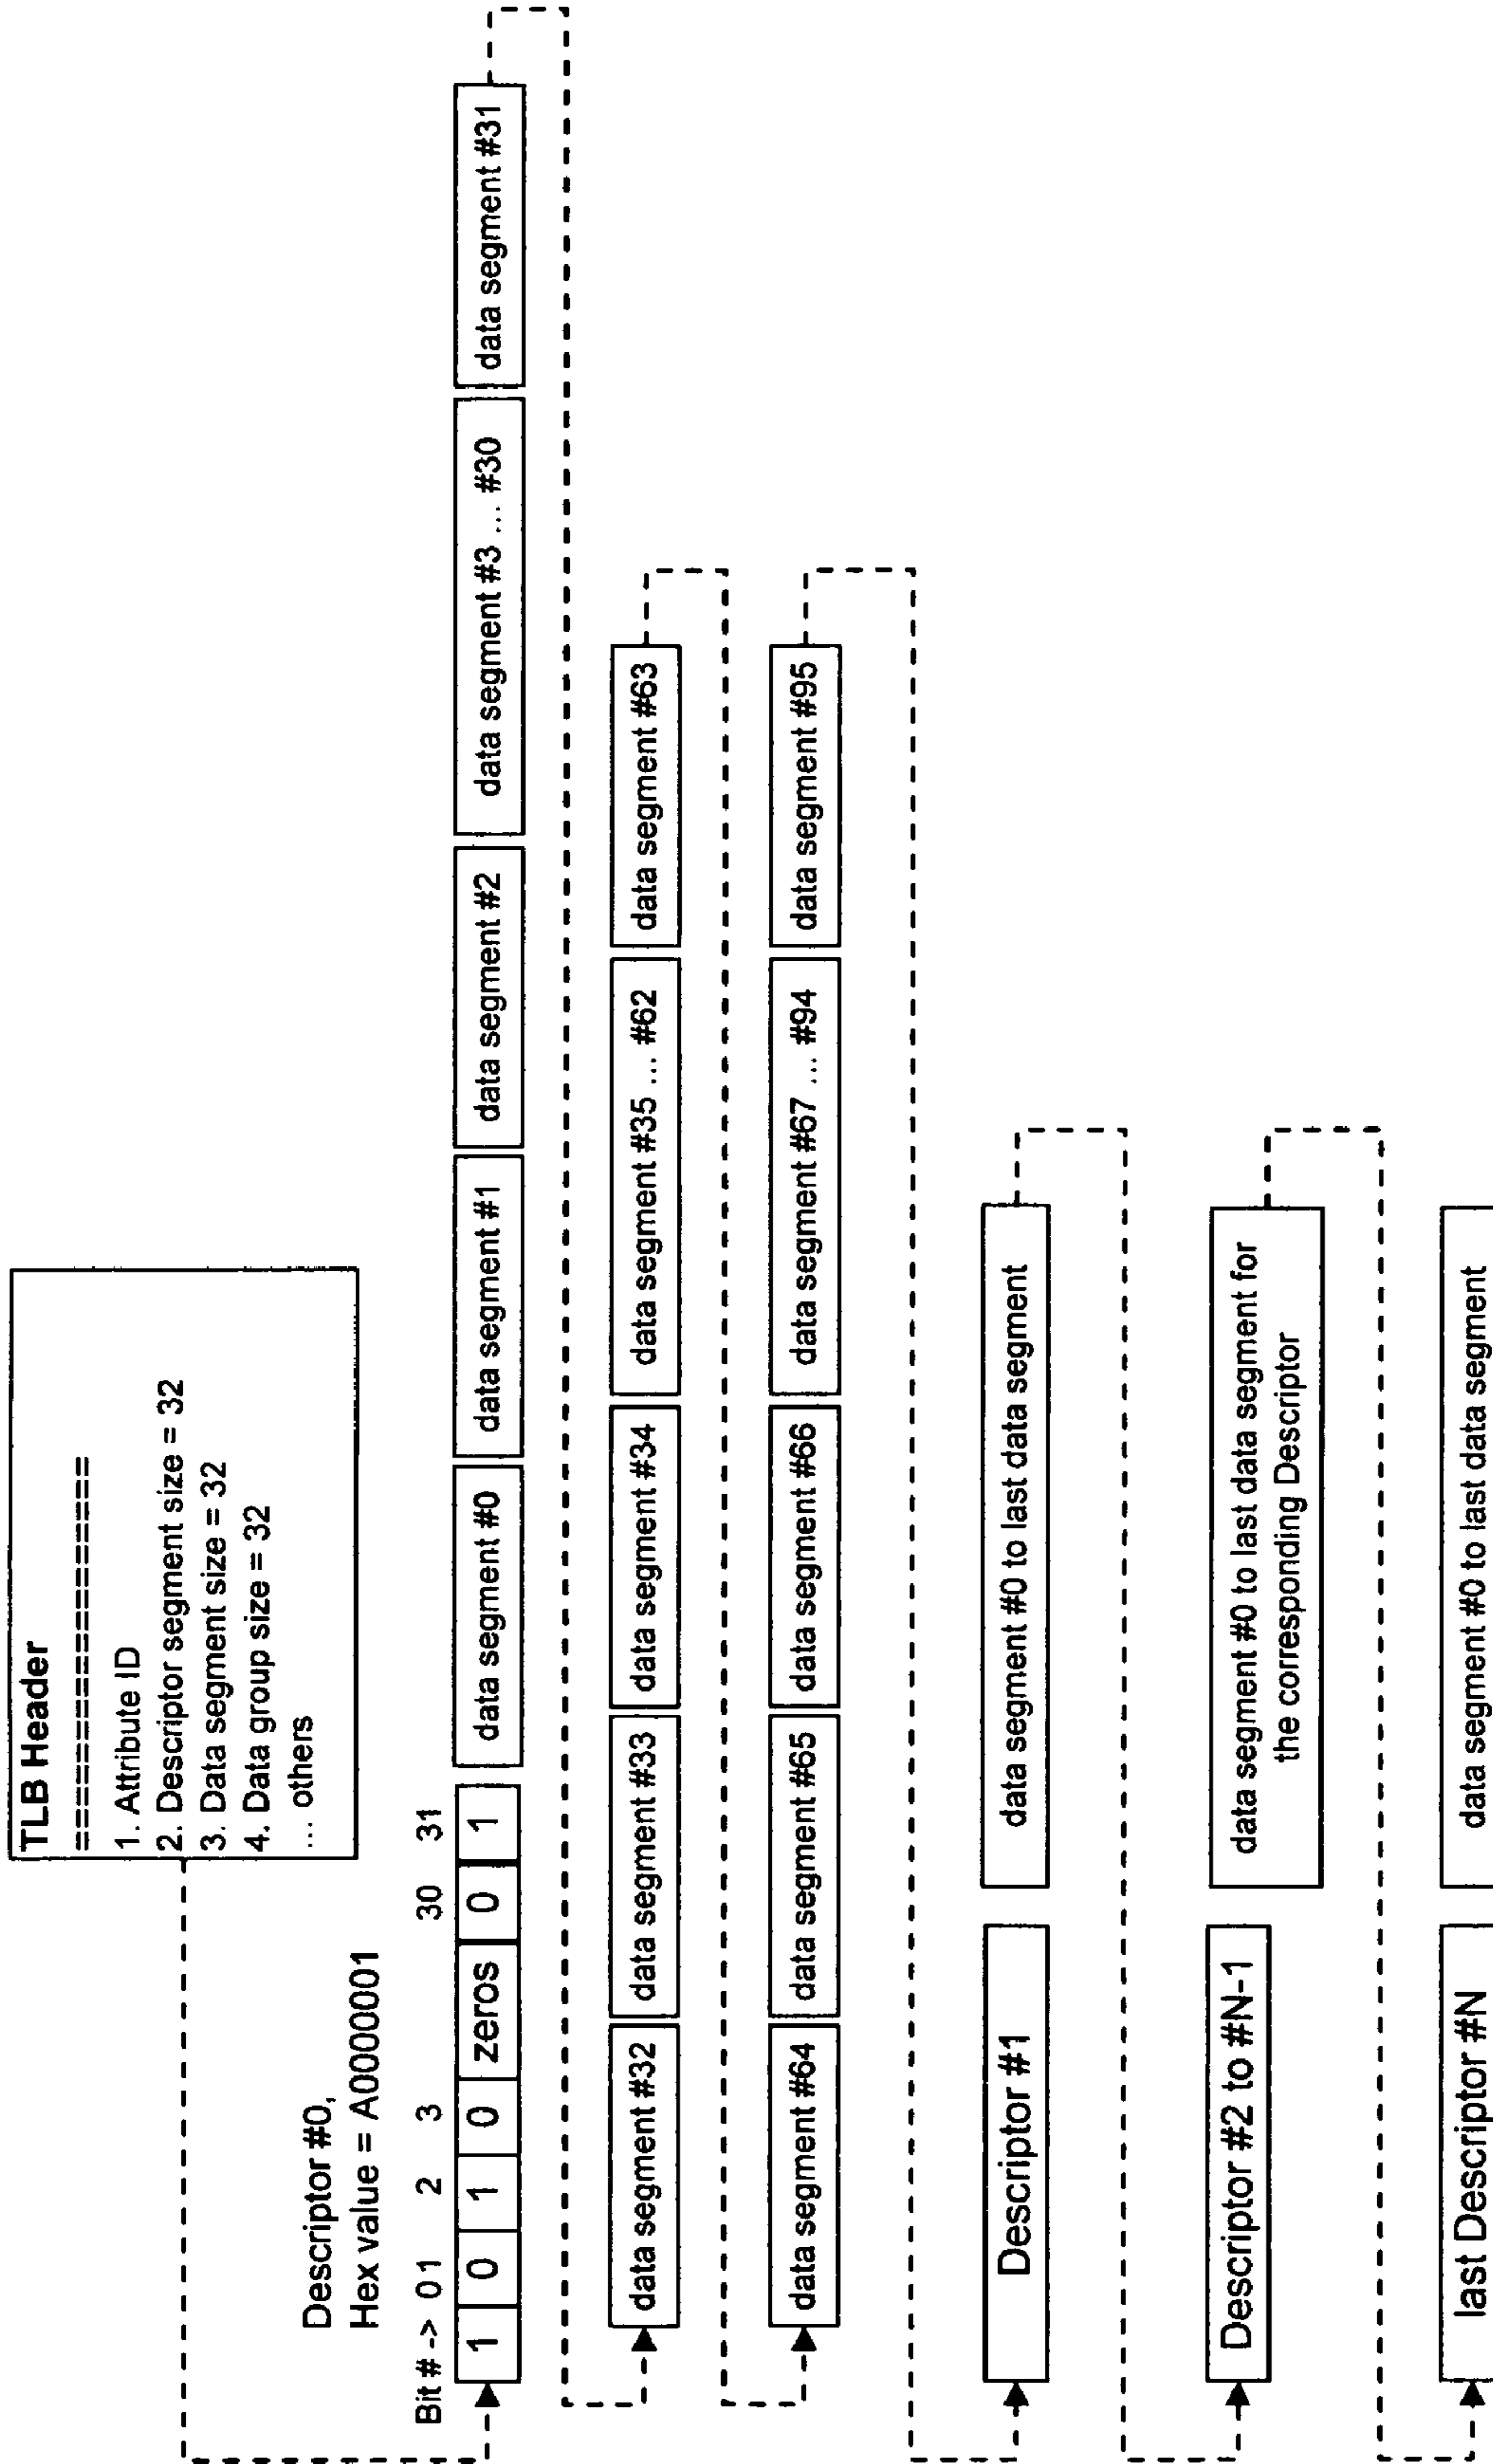 TLB Header
==================
1. Attribute ID
2. Descriptor segment size = 32
3. Data segment size = 32
4. Data group size = 32
... others
Descriptor #0,
Hex value = A0000001
Bit # -> 01 2 3 30 31
1 0 1 0 zeros 0 1 data segment #0 data segment #1 data segment #2 data segment #3 ... #30 data segment #31
data segment #32 data segment #33 data segment #34 data segment #35 ... #62 data segment #63
data segment #64 data segment #65 data segment #66 data segment #67 ... #94 data segment #95
Descriptor #1 data segment #0 to last data segment
Descriptor #2 to #N-1 data segment #0 to last data segment for
the corresponding Descriptor
last Descriptor #N data segment #0 to last data segment